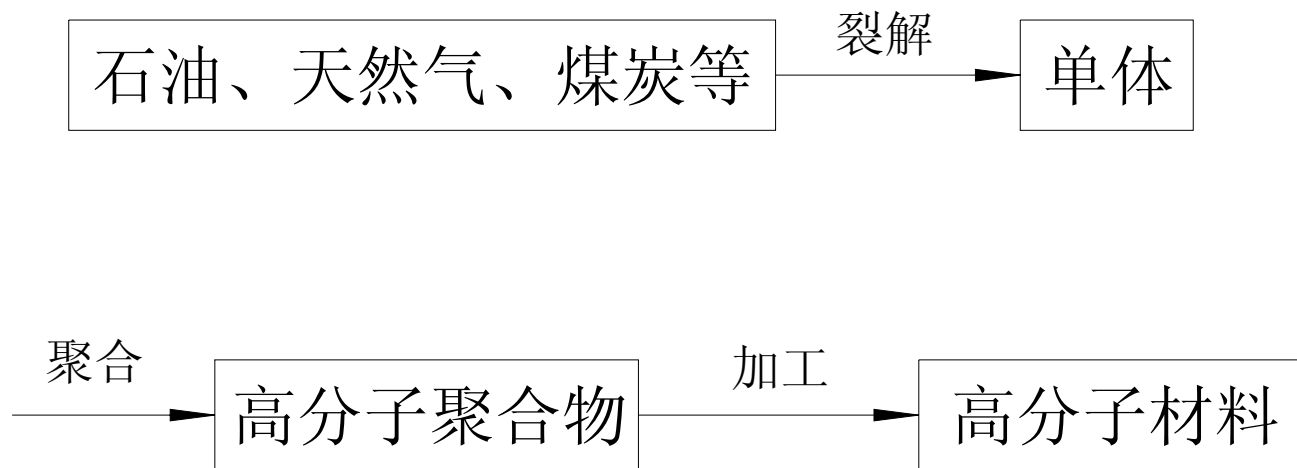 裂解
石油、天然气、煤炭等
单体
聚合
高分子聚合物
加工
高分子材料